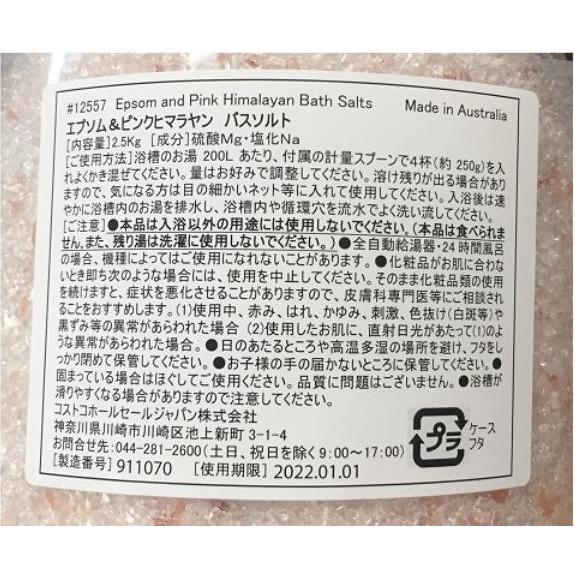 #12557 Epsom and Pink Himalayan Bath Salts Made in Australia
エプソム&ピンクヒマラヤン バスソルト
[内容量]2.5Kg [成分]硫酸Mg・塩化Na
[ご使用方法]浴槽のお湯 200L あたり、付属の計量スプーンで4杯(約 250g)を入
れよくかき混ぜてください。量はお好みで調整してください。溶け残りが出る場合があり
ますので、気になる方は目の細かいネット等に入れて使用してください。入浴後は速
やかに浴槽内のお湯を排水し、浴槽内や循環穴を流水でよく洗い流してください。
[ご注意]●本品は入浴以外の用途には使用しないでください。(本品は食べられま
せん。また、残り湯は洗濯に使用しないでください。)●全自動給湯器・24時間風呂
の場合、機種によってはご使用になれないことがあります。●化粧品がお肌に合わな
いとき即ち次のような場合には、使用を中止してください。そのまま化粧品類の使用
を続けますと、症状を悪化させることがありますので、皮膚科専門医等にご相談され
ることをおすすめします。(1)使用中、赤み、はれ、かゆみ、刺激、色抜け(白斑等)や
黒ずみ等の異常があらわれた場合 (2)使用したお肌に、直射日光があたって(1)のよ
うな異常があらわれた場合。●日のあたるところや高温多湿の場所を避け、フタをし
っかり閉めて保管してください。●お子様の手の届かないところに保管してください。●
固まっている場合はほぐしてご使用ください。品質に問題はございません。●浴槽が
滑りやすくなる場合がありますので注意してください。
コストコホールセールジャパン株式会社
神奈川県川崎市川崎区池上新町 3-1-4
お問合せ先:044-281-2600(土日、祝日を除く9:00~17:00)
[製造番号] 911070 [使用期限] 2022.01.01
プラ
ケース
フタ